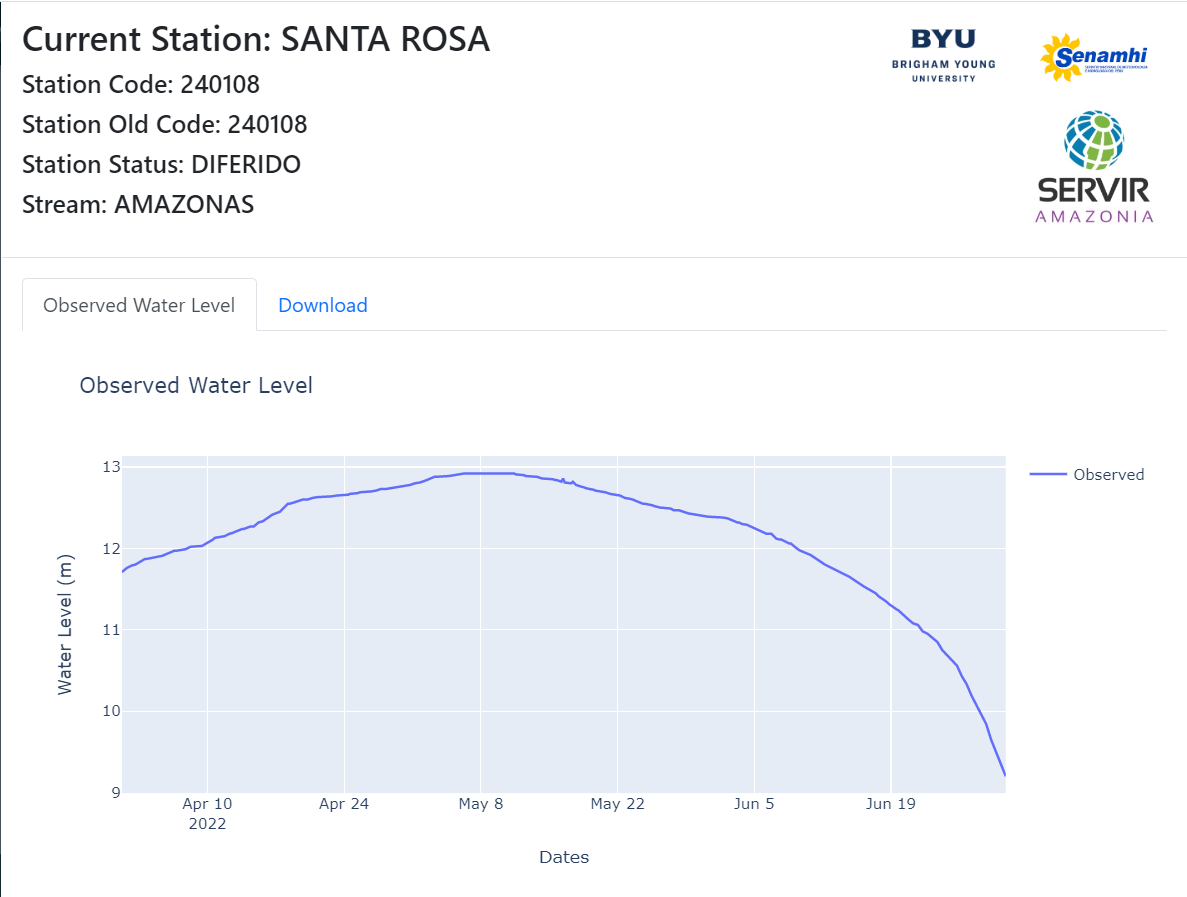 Current Station: SANTA ROSA
Station Code: 240108
Station Old Code: 240108
Station Status: DIFERIDO
Stream: AMAZONAS
BYU
BRIGHAM YOUNG
UNIVERSITY
Senamhi
SERVIR
AMAZONIA
Observed Water Level
Download
Observed Water Level
Observed
Water Level (m)
13
12
11
10
9
Apr 10
2022
Apr 24
May 8
May 22
Jun 5
Jun 19
Dates